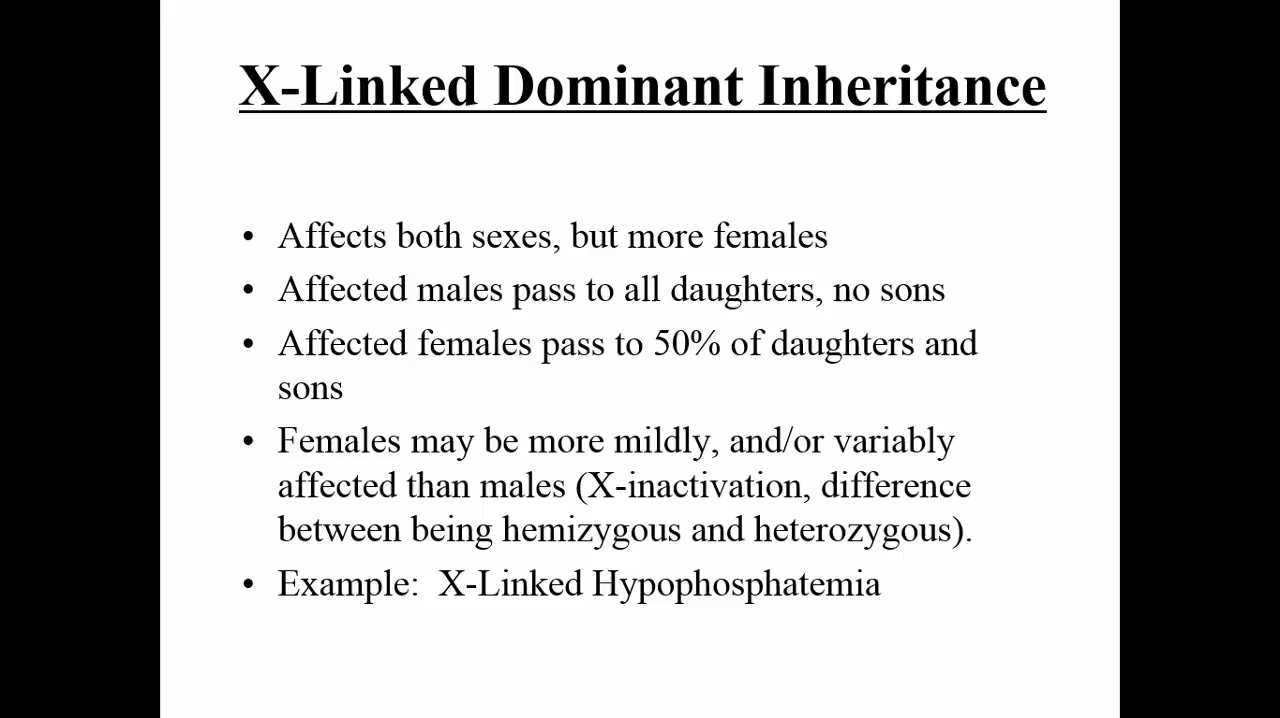 X-Linked Dominant Inheritance
• Affects both sexes, but more females
• Affected males pass to all daughters, no sons
• Affected females pass to 50% of daughters and
sons
• Females may be more mildly, and/or variably
affected than males (X-inactivation, difference
between being hemizygous and heterozygous).
• Example:  X-Linked Hypophosphatemia